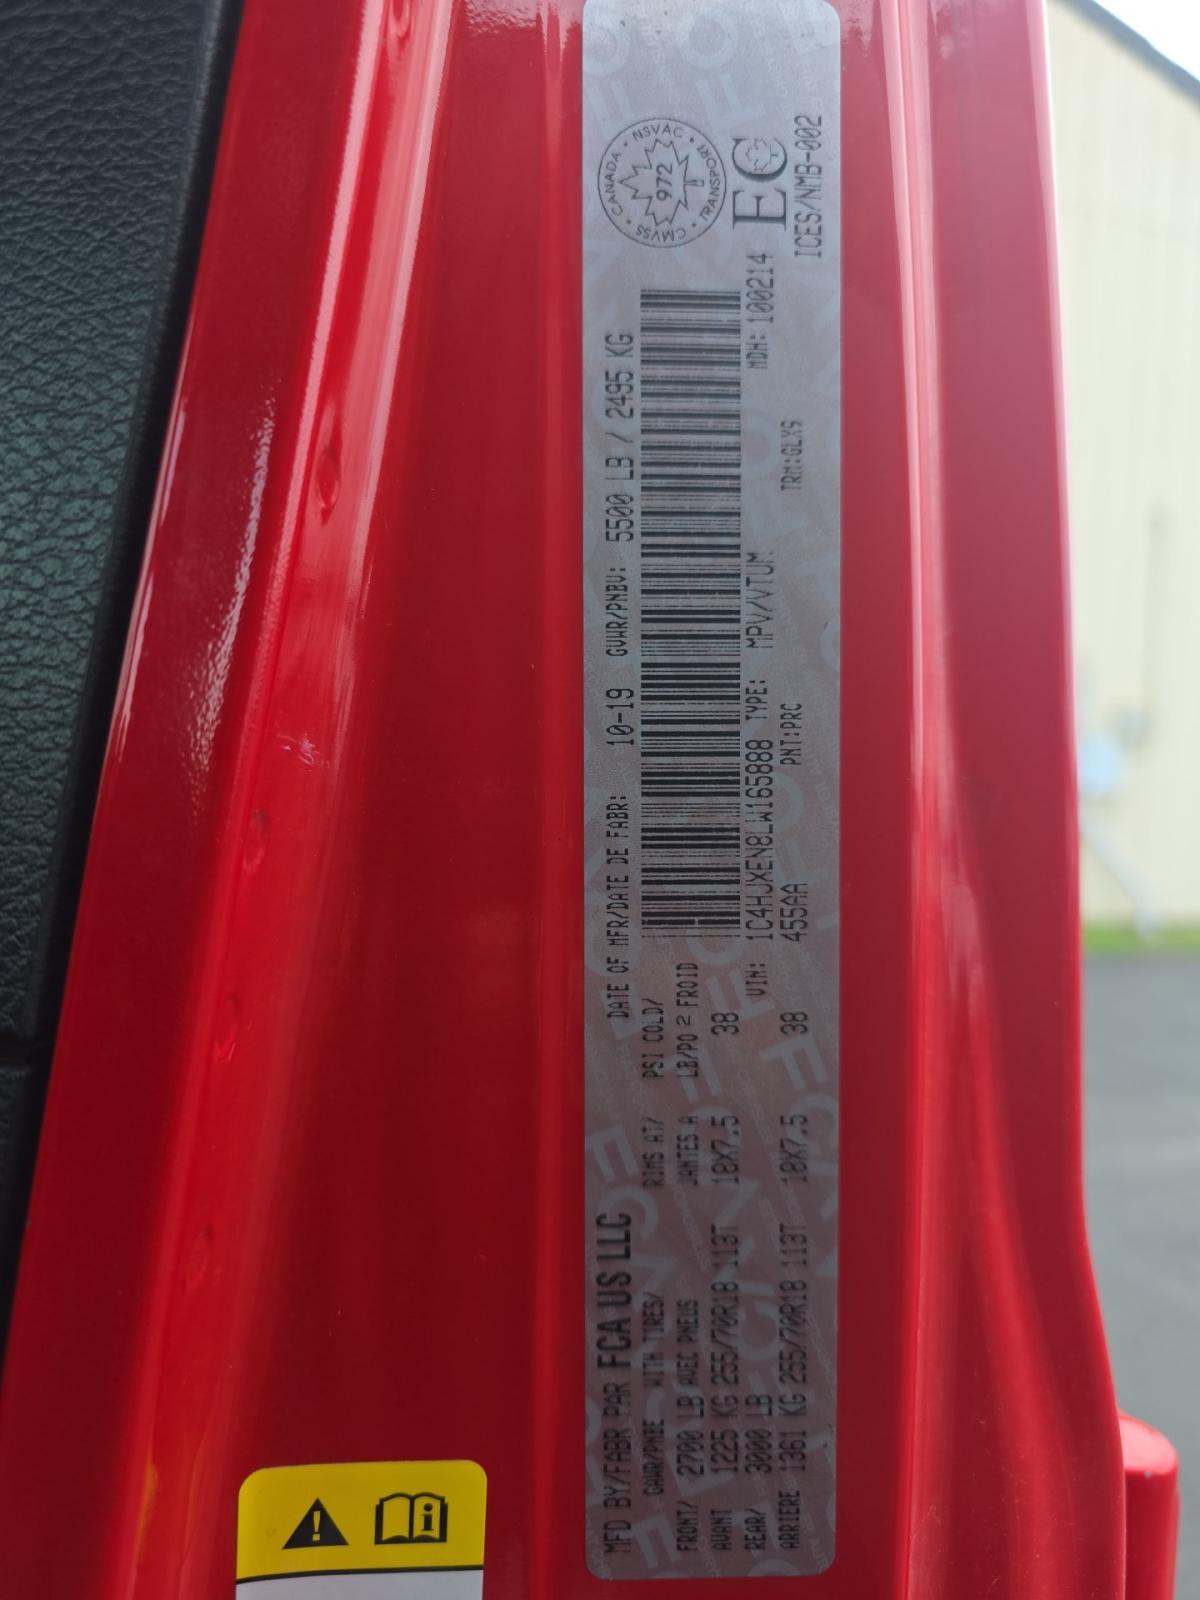 MFD BY/FABR PAR FCA US LLC
DATE OF MFR/DATE DE FABR: 10-19 GVWR/PNBV: 5500 LB / 2495 KG
GAWR/PNBE WITH TIRES/ RIMS AT/ PSI COLD/
FRONT/ 2700 LB AVEC PNEUS JANTES A LB/PO 2 FROID
AVANT 1225 KG 255/70R18 113T 18X7.5 38
REAR/ 3000 LB
ARRIERE 1361 KG 255/70R18 113T 18X7.5 38
VIN: 1C4HJXEN8LW165888 TYPE: MPV/VTUM MDH: 100214
455AA PNT:PRC TRM:GLXS
CANADA • NSVAC • TRANSPORT • CMVSS
972
EC
ICES/NMB-002